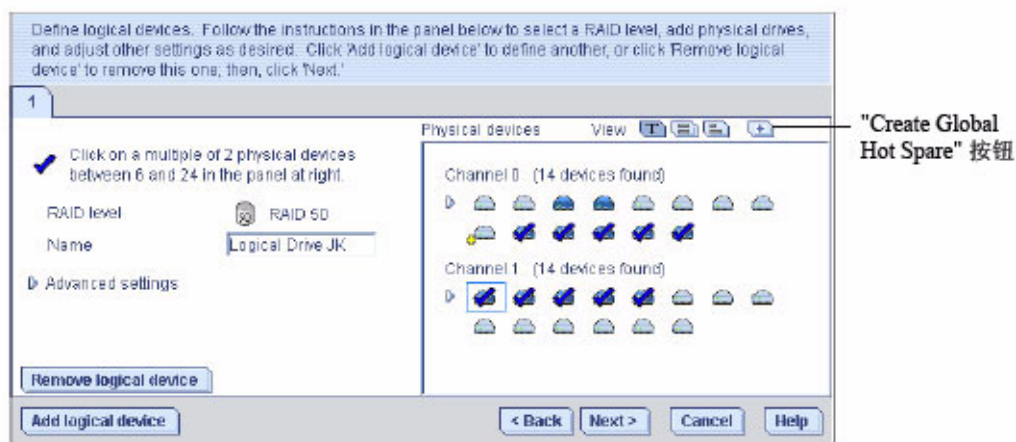 Define logical devices. Follow the instructions in the panel below to select a RAID level, add physical drives,
and adjust other settings as desired. Click 'Add logical device' to define another, or click 'Remove logical
device' to remove this one; then, click 'Next.'
1
Physical devices View T
"Create Global
Hot Spare" 按钮
Click on a multiple of 2 physical devices
between 6 and 24 in the panel at right.
RAID level 50 RAID 50
Name Logical Drive JK
Advanced settings
Channel 0 (14 devices found)
Channel 1 (14 devices found)
Remove logical device
Add logical device
< Back Next > Cancel Help